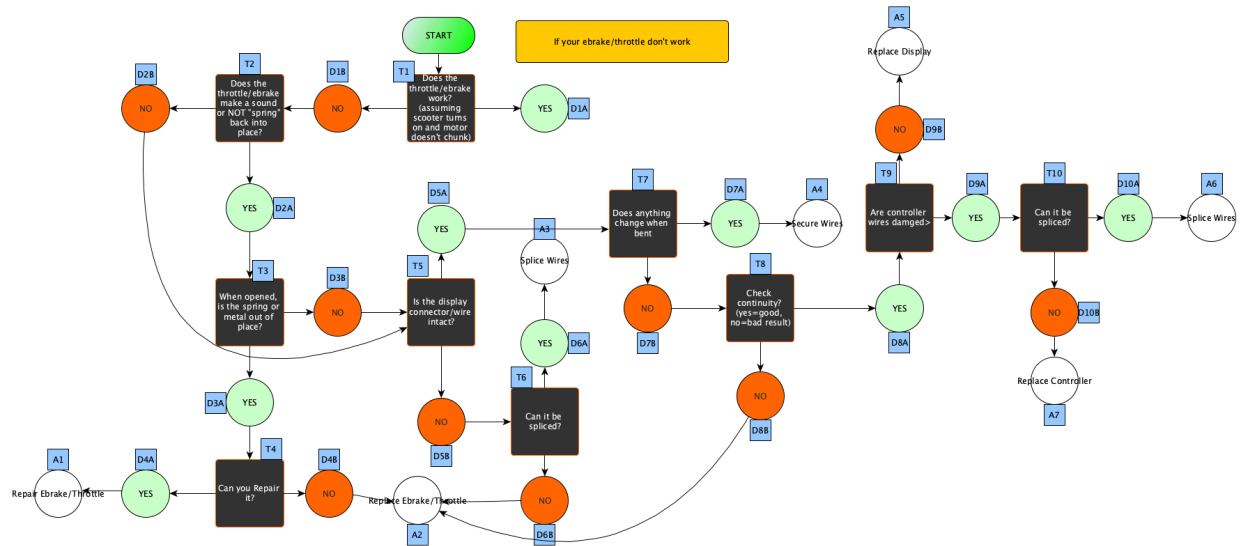 START
If your ebrake/throttle don't work
A5
Replace Display
D2B
NO
T2
Does the
throttle/ebrake
make a sound
or NOT "spring"
back into
place?
D1B
NO
T1
Does the
throttle/ebrake
work?
(assuming
scooter turns
on and motor
doesn't chunk)
YES
D1A
NO
D9B
YES
D2A
D5A
YES
A3
Splice Wires
T7
Does anything
change when
bent
D7A
YES
A4
Secure Wires
T9
Are controller
wires damged>
D9A
YES
T10
Can it be
spliced?
D10A
YES
A6
Splice Wires
T3
When opened,
is the spring or
metal out of
place?
D3B
NO
T5
Is the display
connector/wire
intact?
NO
D7B
T8
Check
continuity?
(yes=good,
no=bad result)
YES
D8A
NO
D10B
YES
D6A
Replace Controller
A7
D3A
YES
NO
D5B
T6
Can it be
spliced?
NO
D8B
A1
Repair Ebrake/Throttle
D4A
YES
T4
Can you Repair
it?
D4B
NO
Replace Ebrake/Throttle
A2
NO
D6B